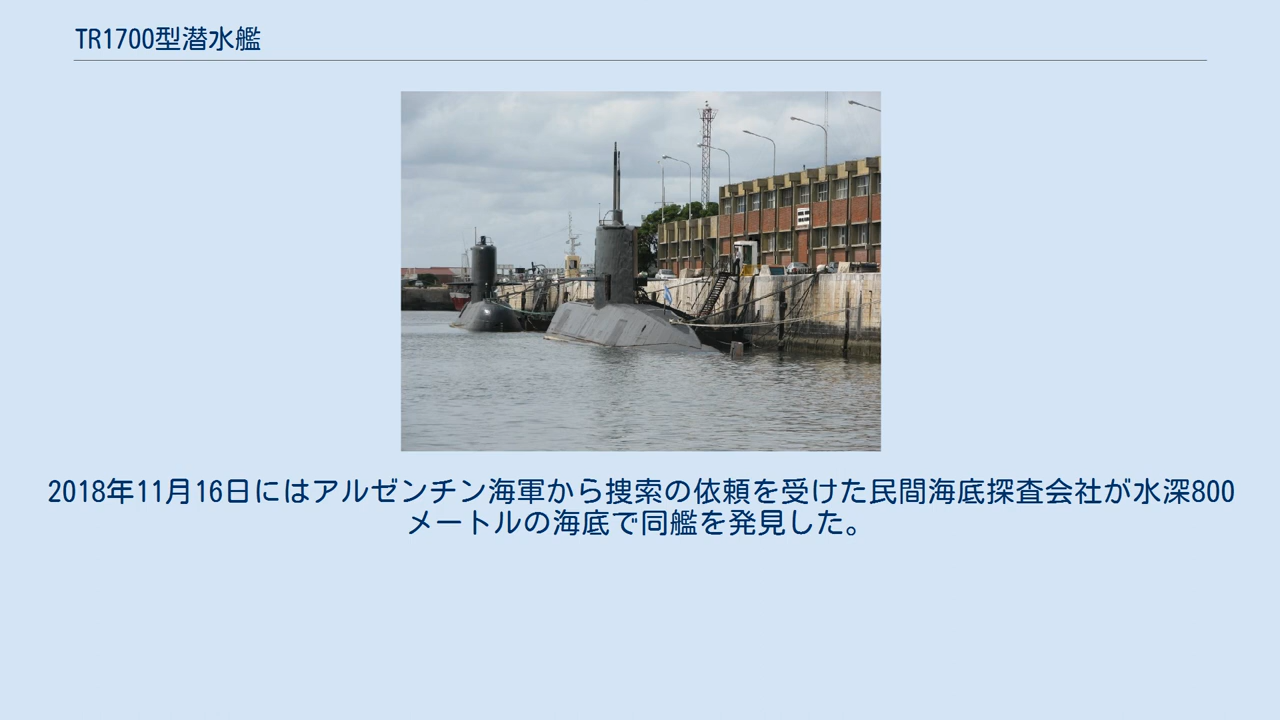 TR1700型潜水艦
2018年11月16日にはアルゼンチン海軍から捜索の依頼を受けた民間海底探査会社が水深800
メートルの海底で同艦を発見した。